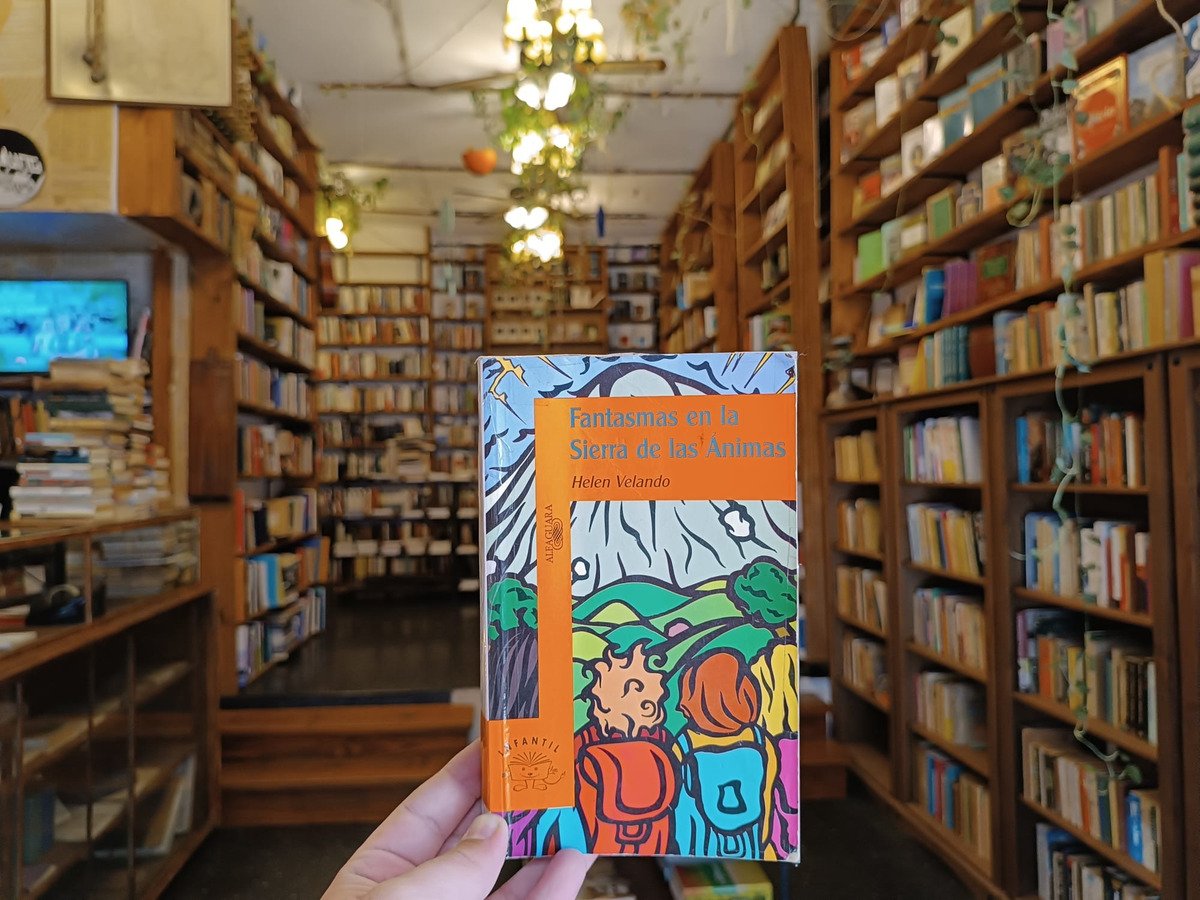 Fantasmas en la
Sierra de las Ánimas
Helen Velando
ALFAGUARA
INFANTIL